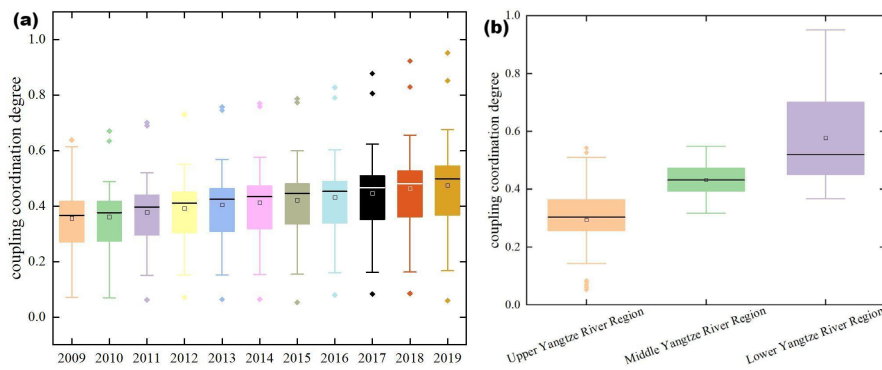 (a)
coupling coordination degree
1.0
0.8
0.6
0.4
0.2
0.0
2009 2010 2011 2012 2013 2014 2015 2016 2017 2018 2019
(b)
coupling coordination degree
1.0
0.8
0.6
0.4
0.2
0.0
Upper Yangtze River Region
Middle Yangtze River Region
Lower Yangtze River Region